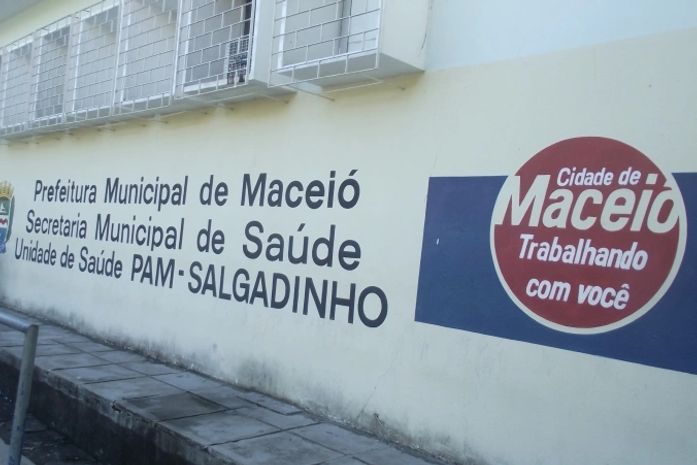 Prefeitura Municipal de Maceió
Secretaria Municipal de Saúde
Unidade de Saúde PAM-SALGADINHO
Cidade de
Maceió
Trabalhando
com você